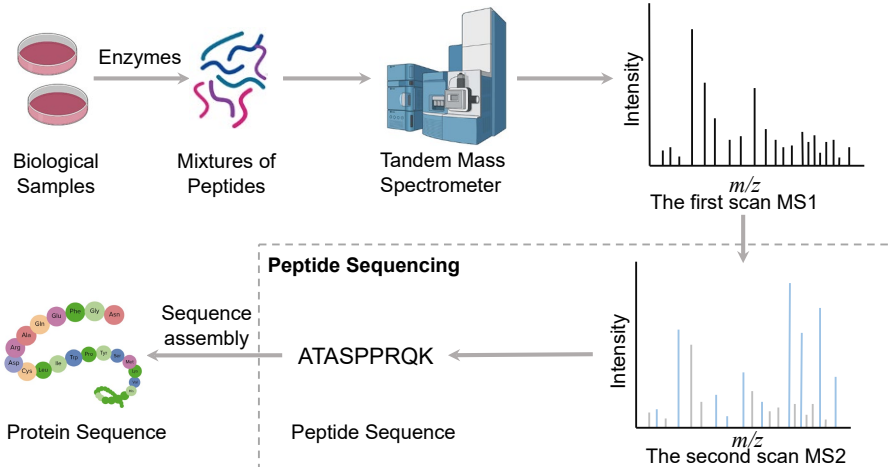 Enzymes
Biological
Samples
Mixtures of
Peptides
Tandem Mass
Spectrometer
Intensity
m/z
The first scan MS1
Peptide Sequencing
Asn
Gly
Phe
Glu
Gln
Ala
Arg
Asp
Cys
Leu
Ile
Trp
Pro
Tyr
Sequence
assembly
ATASPPRQK
Intensity
m/z
The second scan MS2
Protein Sequence
Peptide Sequence